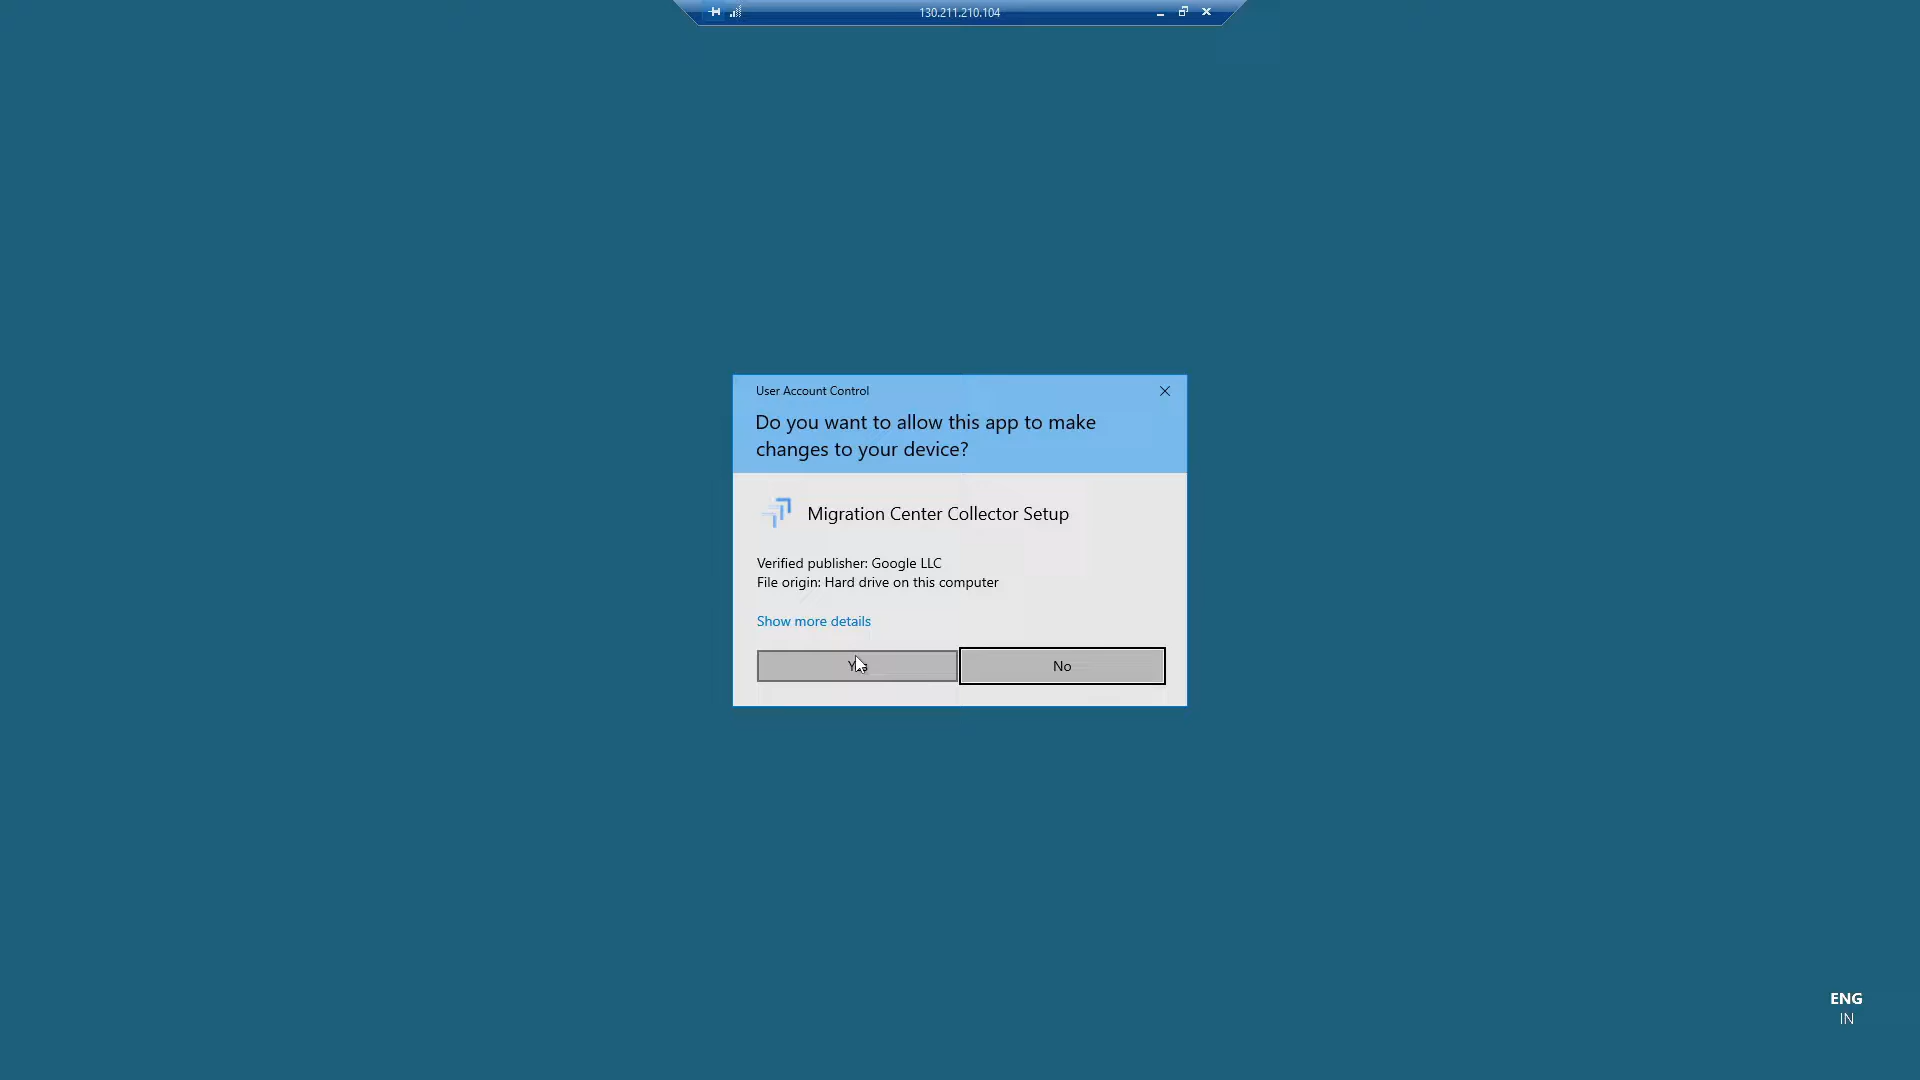 130.211.210.104
User Account Control
Do you want to allow this app to make
changes to your device?
Migration Center Collector Setup
Verified publisher: Google LLC
File origin: Hard drive on this computer
Show more details
No
ENG
IN